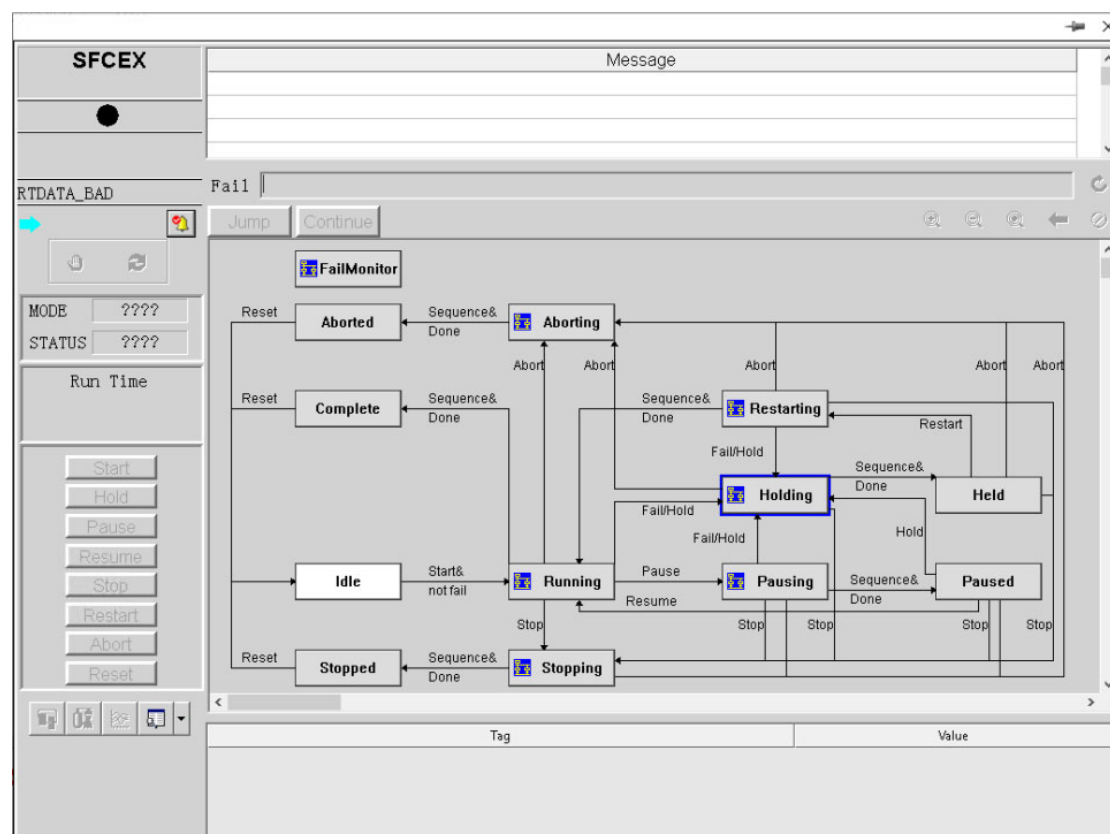 SFCEX
Message
RTDATA_BAD
Fail
Jump
Continue
MODE ????
STATUS ????
Run Time
Start
Hold
Pause
Resume
Stop
Restart
Abort
Reset
FailMonitor
Reset
Aborted
Sequence&
Done
Aborting
Abort
Abort
Abort
Abort
Abort
Reset
Complete
Sequence&
Done
Sequence&
Done
Restarting
Restart
Fail/Hold
Sequence&
Done
Holding
Held
Fail/Hold
Fail/Hold
Hold
Idle
Start&
not fail
Running
Pause
Resume
Pausing
Sequence&
Done
Paused
Stop
Stop
Stop
Stop
Stop
Reset
Stopped
Sequence&
Done
Stopping
Tag
Value